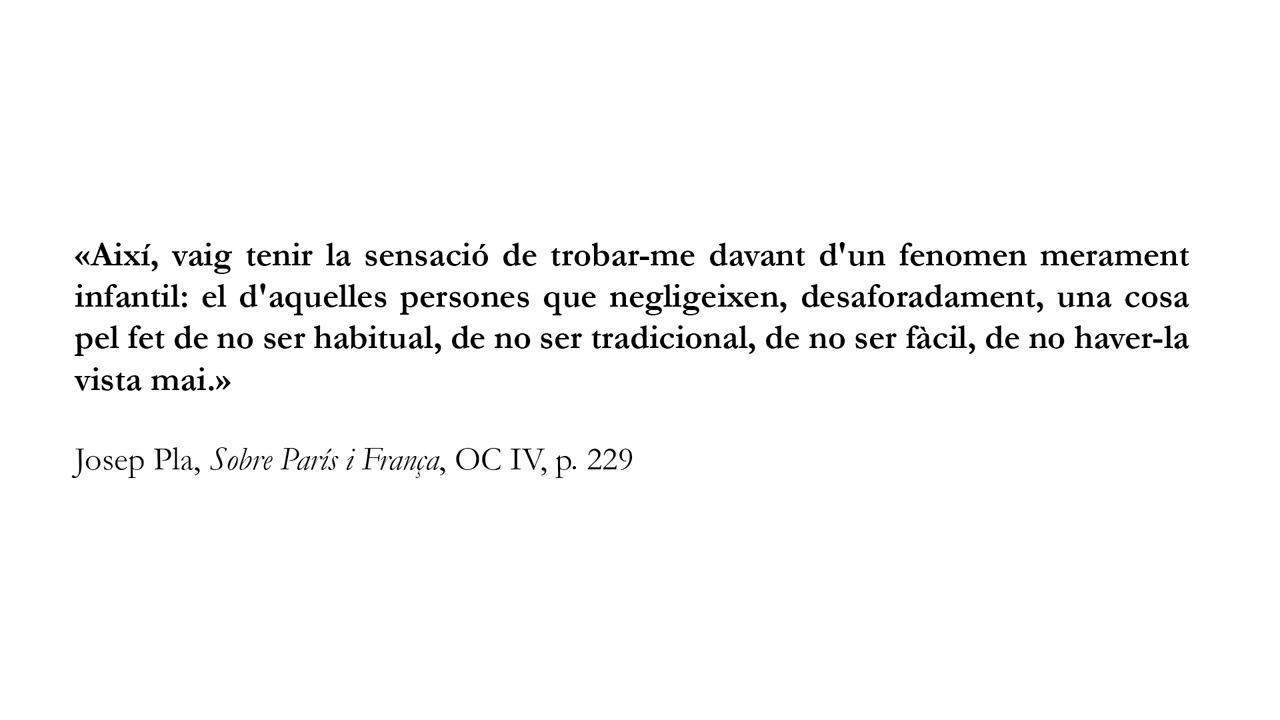 «Així, vaig tenir la sensació de trobar-me davant d'un fenomen merament
infantil: el d'aquelles persones que negligeixen, desaforadament, una cosa
pel fet de no ser habitual, de no ser tradicional, de no ser fàcil, de no haver-la
vista mai.»
Josep Pla, Sobre París i França, OC IV, p. 229